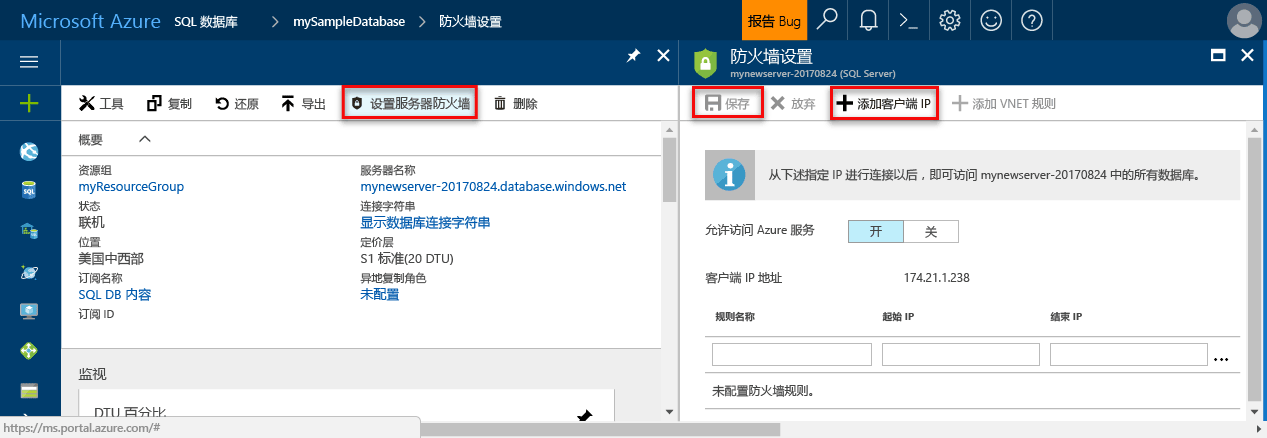 Microsoft Azure SQL 数据库 mySampleDatabase 防火墙设置 报告 Bug
工具 复制 还原 导出 设置服务器防火墙 删除
概要
资源组
myResourceGroup
状态
联机
位置
美国中西部
订阅名称
SQL DB 内容
订阅 ID
服务器名称
mynewserver-20170824.database.windows.net
连接字符串
显示数据库连接字符串
定价层
S1 标准(20 DTU)
异地复制角色
未配置
监视
DTU 百分比
https://ms.portal.azure.com/#
防火墙设置
mynewserver-20170824 (SQL Server)
保存 放弃 添加客户端 IP 添加 VNET 规则
从下述指定 IP 进行连接以后，即可访问 mynewserver-20170824 中的所有数据库。
允许访问 Azure 服务 开 关
客户端 IP 地址 174.21.1.238
规则名称 起始 IP 结束 IP
未配置防火墙规则。